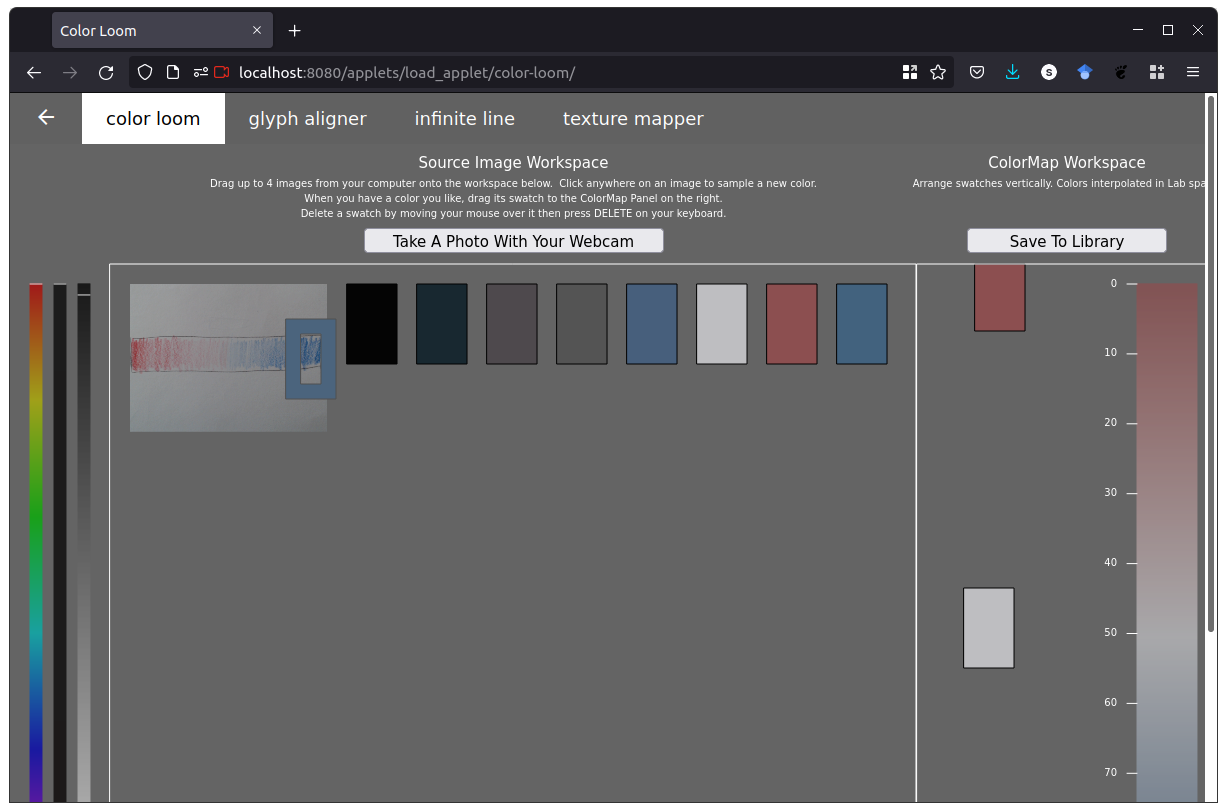 Color Loom
localhost:8080/applets/load_applet/color-loom/
S
color loom
glyph aligner
infinite line
texture mapper
Source Image Workspace
Drag up to 4 images from your computer onto the workspace below.  Click anywhere on an image to sample a new color.
When you have a color you like, drag its swatch to the ColorMap Panel on the right.
Delete a swatch by moving your mouse over it then press DELETE on your keyboard.
Take A Photo With Your Webcam
ColorMap Workspace
Arrange swatches vertically. Colors interpolated in Lab spa
Save To Library
0
10
20
30
40
50
60
70